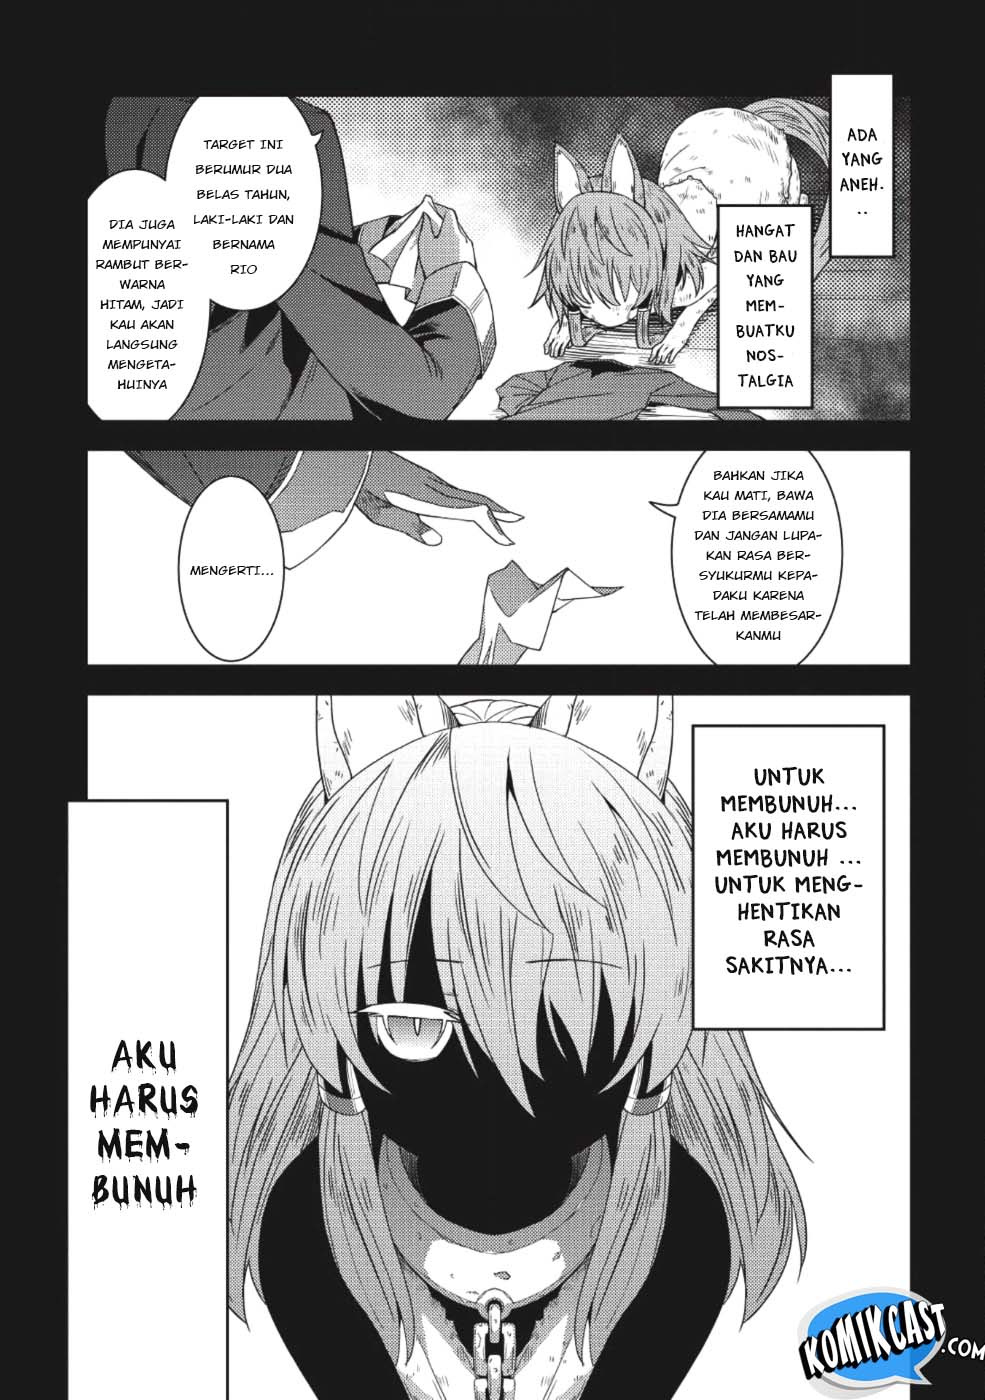 ADA
YANG
ANEH.
. .
HANGAT
DAN BAU
YANG
MEM-
BUATKU
NOS-
TALGIA
TARGET INI
BERUMUR DUA
BELAS TAHUN,
LAKI-LAKI DAN
BERNAMA
RIO
DIA JUGA
MEMPUNYAI
RAMBUT BER-
WARNA
HITAM, JADI
KAU AKAN
LANGSUNG
MENGETA-
HUINYA
BAHKAN JIKA
KAU MATI, BAWA
DIA BERSAMAMU
DAN JANGAN LUPA-
KAN RASA BER-
SYUKURMU KEPA-
DAKU KARENA
TELAH MEMBESAR-
KANMU
MENGERTI...
UNTUK
MEMBUNUH...
AKU HARUS
MEMBUNUH ...
UNTUK MENG-
HENTIKAN
RASA
SAKITNYA...
AKU
HARUS
MEM-
BUNUH
KOMIKCAST.COM